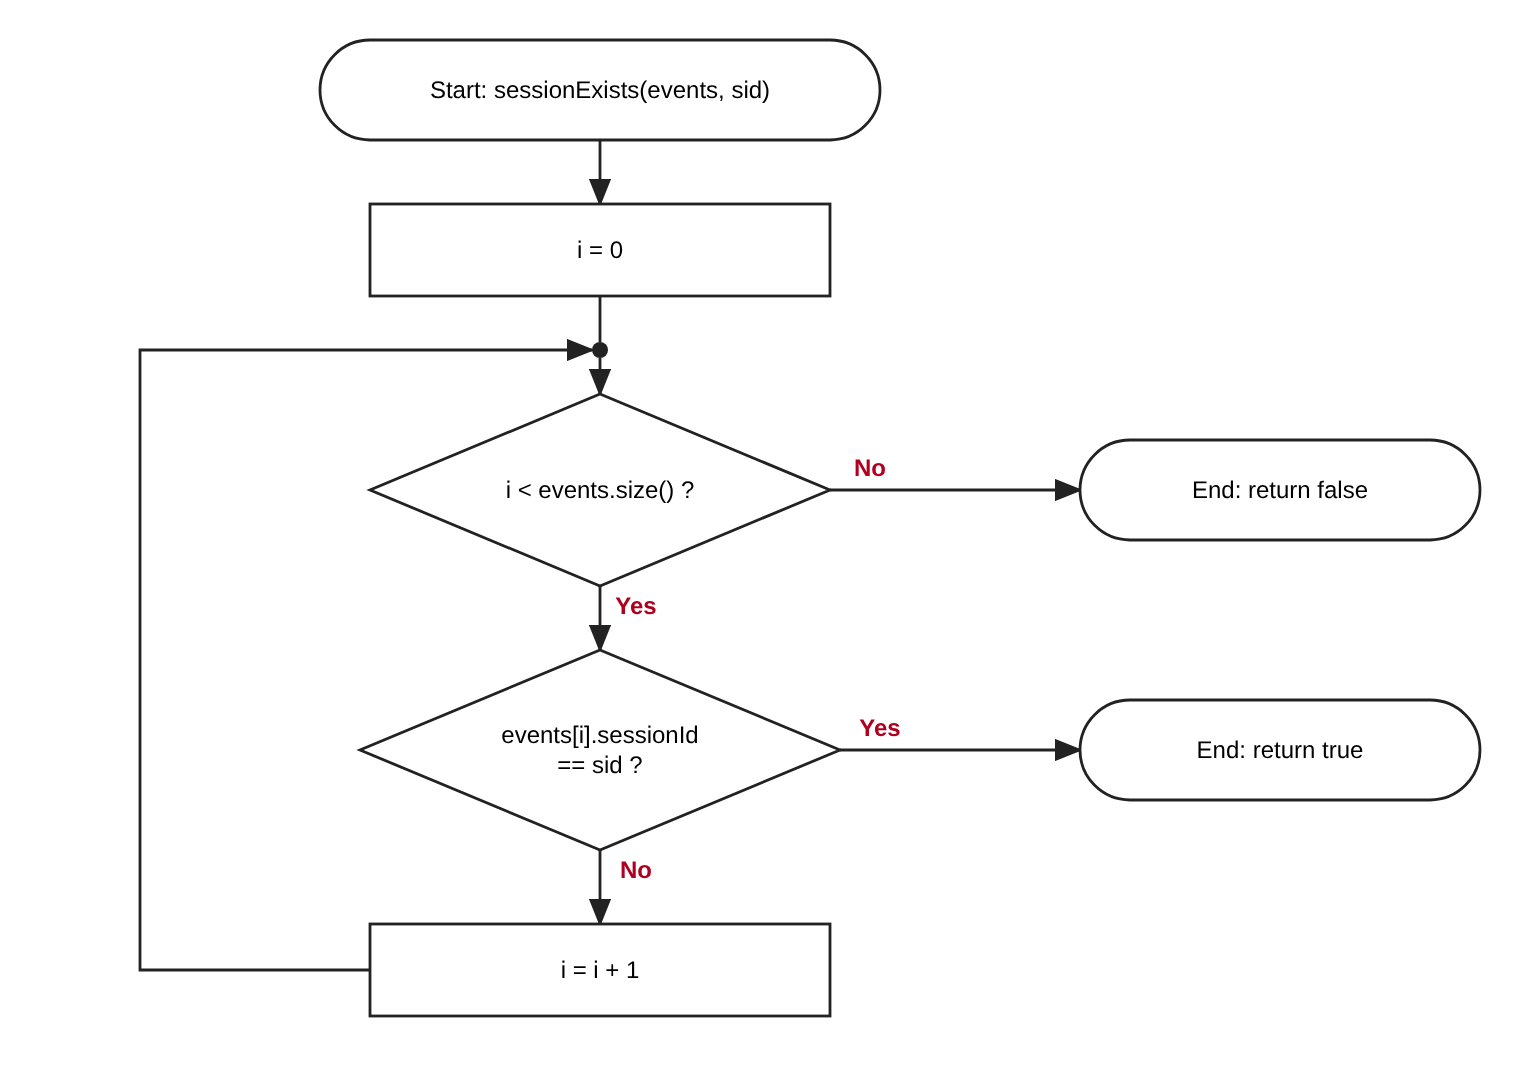 Start: sessionExists(events, sid)
i = 0
i < events.size() ?
No
End: return false
Yes
events[i].sessionId
== sid ?
Yes
End: return true
No
i = i + 1